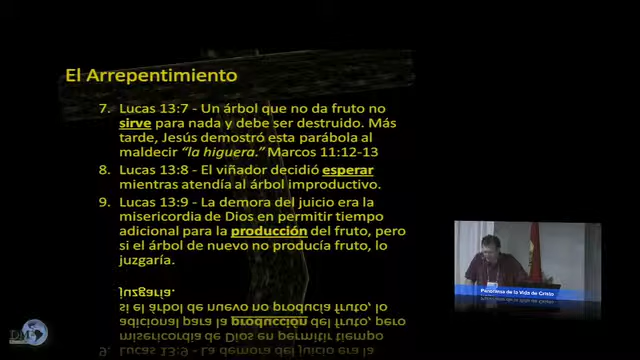 El Arrepentimiento
7. Lucas 13:7 - Un árbol que no da fruto no
sirve para nada y debe ser destruido. Más
tarde, Jesús demostró esta parábola al
maldecir “la higuera.” Marcos 11:12-13
8. Lucas 13:8 - El viñador decidió esperar
mientras atendía al árbol improductivo.
9. Lucas 13:9 - La demora del juicio era la
misericordia de Dios en permitir tiempo
adicional para la producción del fruto, pero
si el árbol de nuevo no producía fruto, lo
juzgaría.
Panorama de la Vida de Cristo